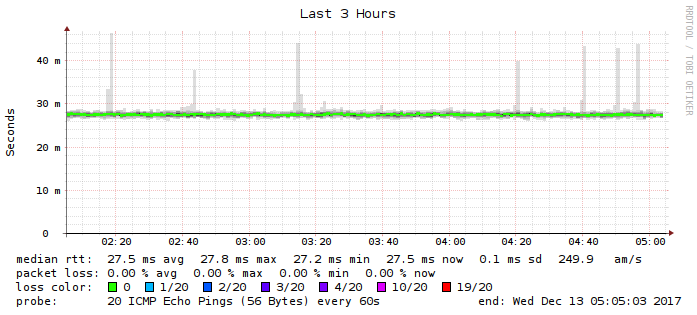 Last 3 Hours
RRDTOOL / TOBI OETIKER
Seconds
40 m
30 m
20 m
10 m
0
02:20 02:40 03:00 03:20 03:40 04:00 04:20 04:40 05:00
median rtt: 27.5 ms avg 27.8 ms max 27.2 ms min 27.5 ms now 0.1 ms sd 249.9 am/s
packet loss: 0.00 % avg 0.00 % max 0.00 % min 0.00 % now
loss color: 0 1/20 2/20 3/20 4/20 10/20 19/20
probe: 20 ICMP Echo Pings (56 Bytes) every 60s end: Wed Dec 13 05:05:03 2017